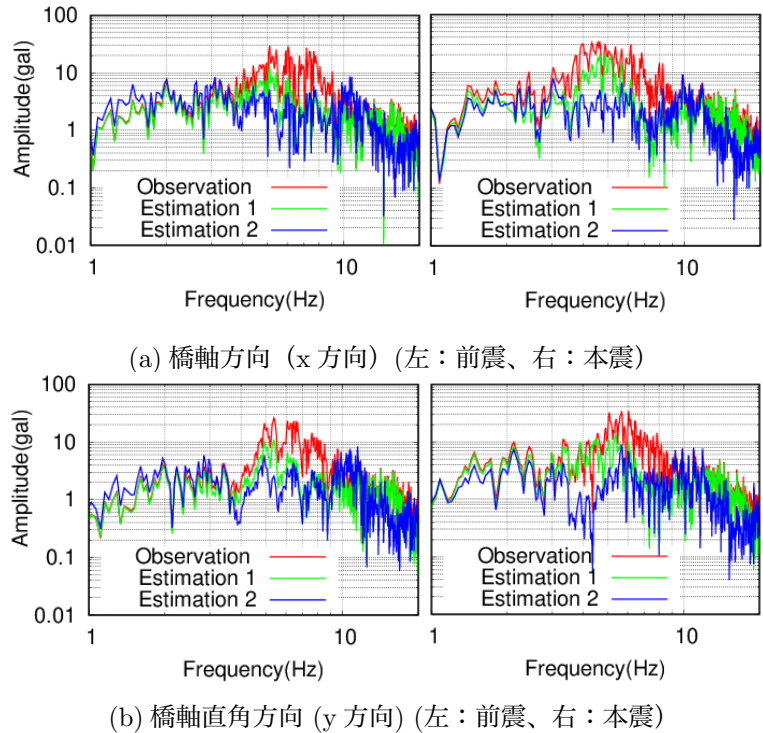 100
10
1
0.1
0.01
Amplitude(gal)
Observation
Estimation 1
Estimation 2
1 10
Frequency(Hz)
Observation
Estimation 1
Estimation 2
1 10
Frequency(Hz)
(a) 橋軸方向（x 方向）(左：前震、右：本震）
100
10
1
0.1
0.01
Amplitude(gal)
Observation
Estimation 1
Estimation 2
1 10
Frequency(Hz)
Observation
Estimation 1
Estimation 2
1 10
Frequency(Hz)
(b) 橋軸直角方向 (y 方向) (左：前震、右：本震）